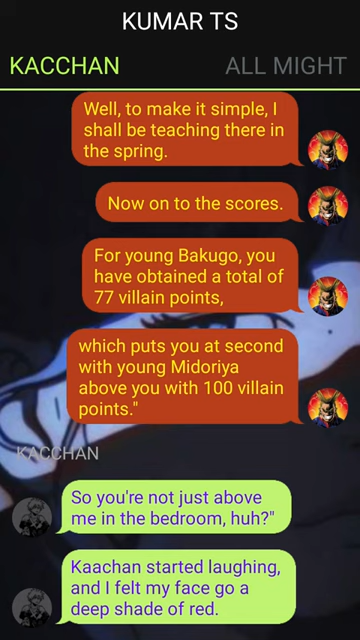 KUMAR TS
KACCHAN
ALL MIGHT
Well, to make it simple, I
shall be teaching there in
the spring.
Now on to the scores.
For young Bakugo, you
have obtained a total of
77 villain points,
which puts you at second
with young Midoriya
above you with 100 villain
points."
KACCHAN
So you're not just above
me in the bedroom, huh?"
Kaachan started laughing,
and I felt my face go a
deep shade of red.